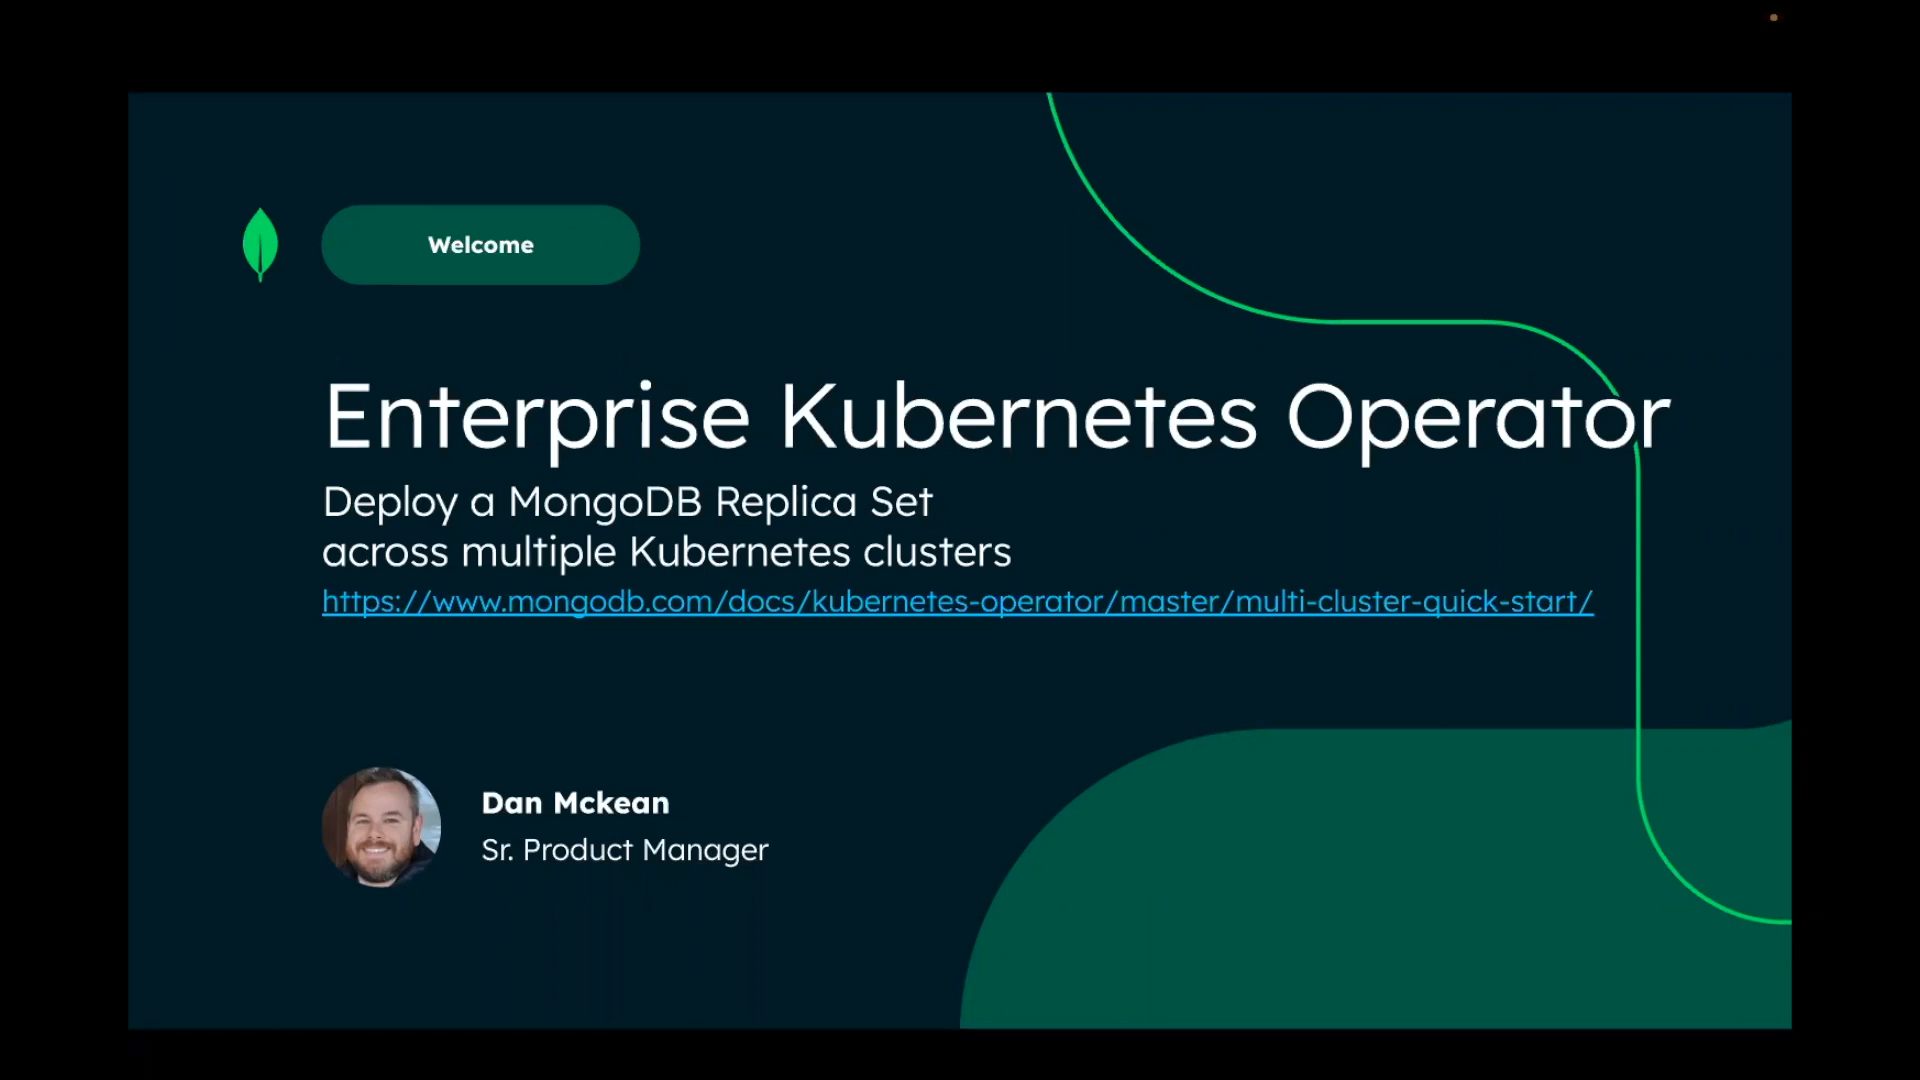 Welcome
Enterprise Kubernetes Operator
Deploy a MongoDB Replica Set
across multiple Kubernetes clusters
https://www.mongodb.com/docs/kubernetes-operator/master/multi-cluster-quick-start/
Dan Mckean
Sr. Product Manager